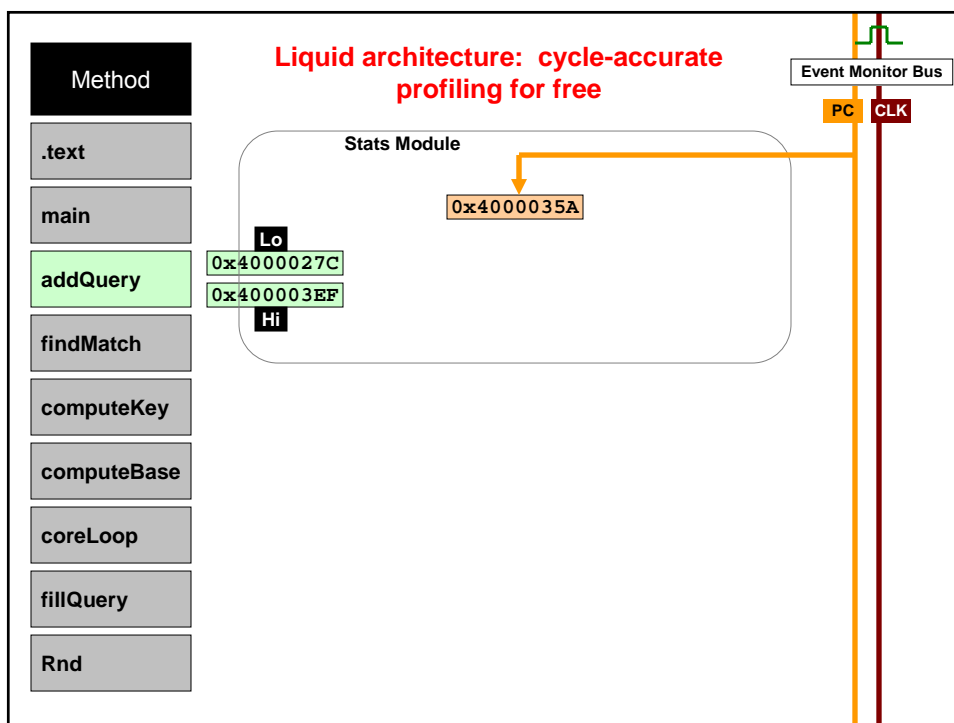 Liquid architecture: cycle-accurate
profiling for free
Method
.text
main
addQuery
findMatch
computeKey
computeBase
coreLoop
fillQuery
Rnd
Stats Module
0x4000035A
Lo
0x4000027C
0x400003EF
Hi
Event Monitor Bus
PC CLK